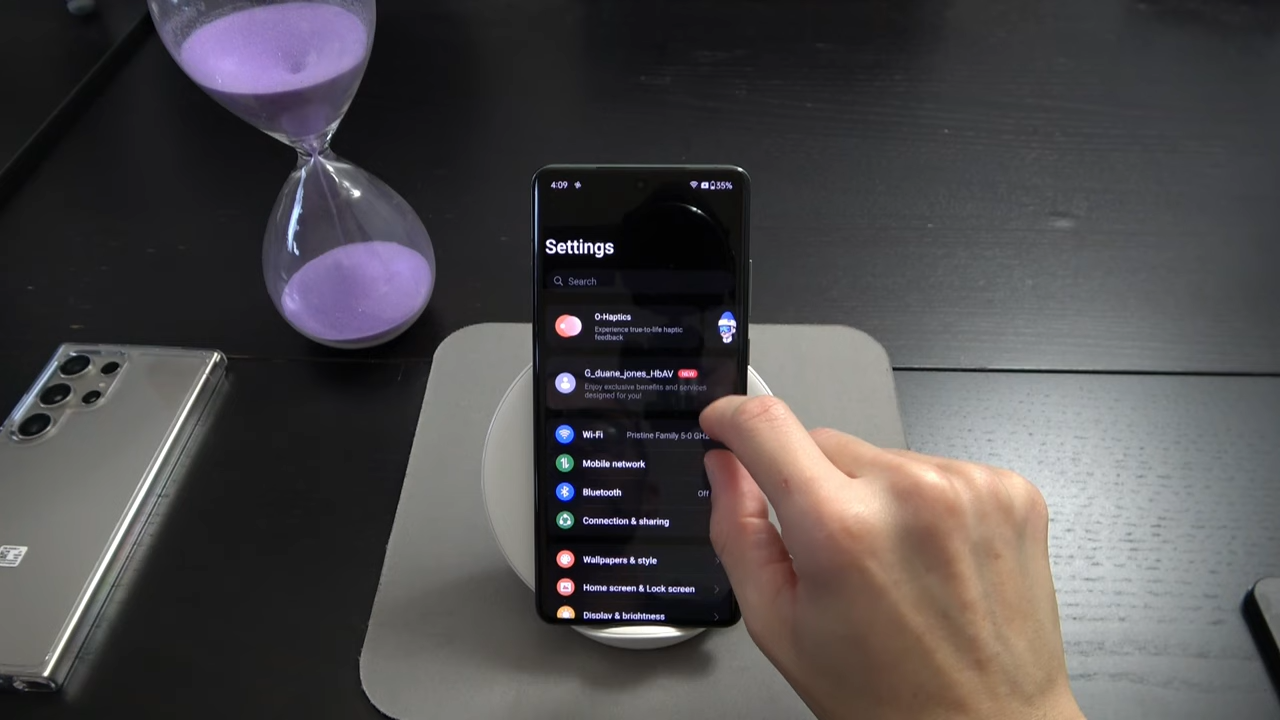 4:09
35%
Settings
Search
O-Haptics
Experience true-to-life haptic
feedback
G_duane_jones_HbAV NEW
Enjoy exclusive benefits and services
designed for you!
Wi-Fi Pristine Family 5-0 GHz
Mobile network
Bluetooth Off
Connection & sharing
Wallpapers & style
Home screen & Lock screen
Display & brightness